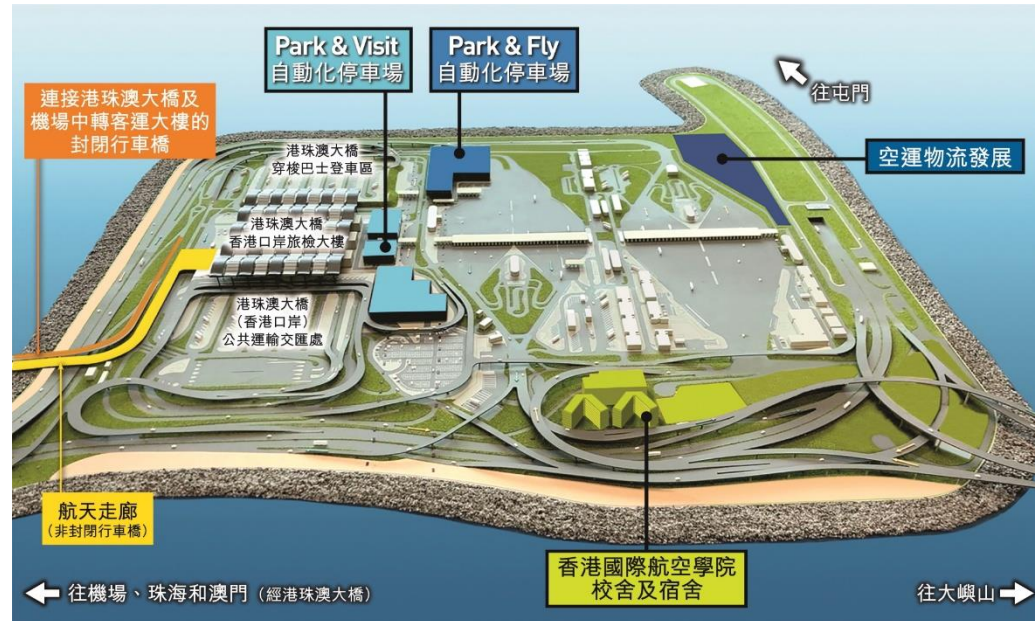 Park & Visit
自動化停車場
Park & Fly
自動化停車場
往屯門
連接港珠澳大橋及
機場中轉客運大樓的
封閉行車橋
港珠澳大橋
穿梭巴士登車區
空運物流發展
港珠澳大橋
香港口岸旅檢大樓
港珠澳大橋
（香港口岸）
公共運輸交匯處
航天走廊
（非封閉行車橋）
香港國際航空學院
校舍及宿舍
往機場、珠海和澳門（經港珠澳大橋）
往大嶼山